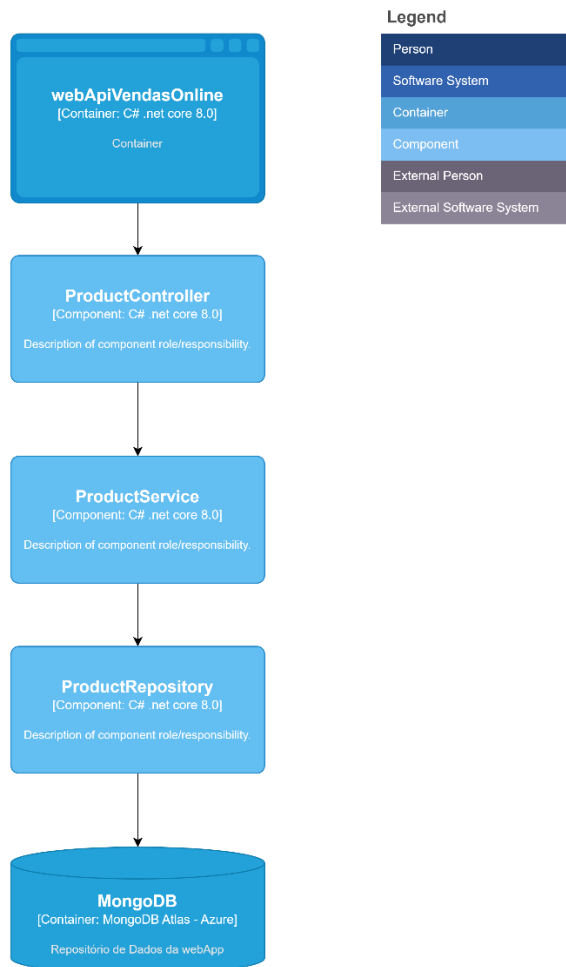 webApiVendasOnline
[Container: C# .net core 8.0]
Container
ProductController
[Component: C# .net core 8.0]
Description of component role/responsibility.
ProductService
[Component: C# .net core 8.0]
Description of component role/responsibility.
ProductRepository
[Component: C# .net core 8.0]
Description of component role/responsibility.
MongoDB
[Container: MongoDB Atlas - Azure]
Repositório de Dados da webApp
Legend
Person
Software System
Container
Component
External Person
External Software System